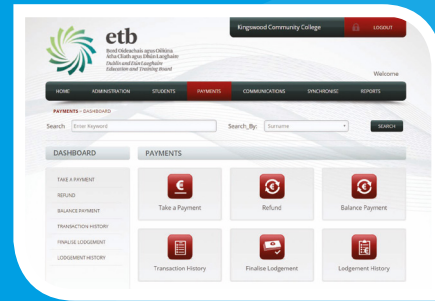 etb
Bord Oideachais agus Oiliúna
Átha Cliath agus Dhún Laoghaire
Dublin and Dún Laoghaire
Education and Training Board
Kingswood Community College
LOGOUT
Welcome
HOME ADMINISTRATION STUDENTS PAYMENTS COMMUNICATIONS SYNCHRONISE REPORTS
PAYMENTS - DASHBOARD
Search Enter Keyword Search_By: Surname SEARCH
DASHBOARD
TAKE A PAYMENT
REFUND
BALANCE PAYMENT
TRANSACTION HISTORY
FINALISE LODGEMENT
LODGEMENT HISTORY
PAYMENTS
Take a Payment Refund Balance Payment
Transaction History Finalise Lodgement Lodgement History